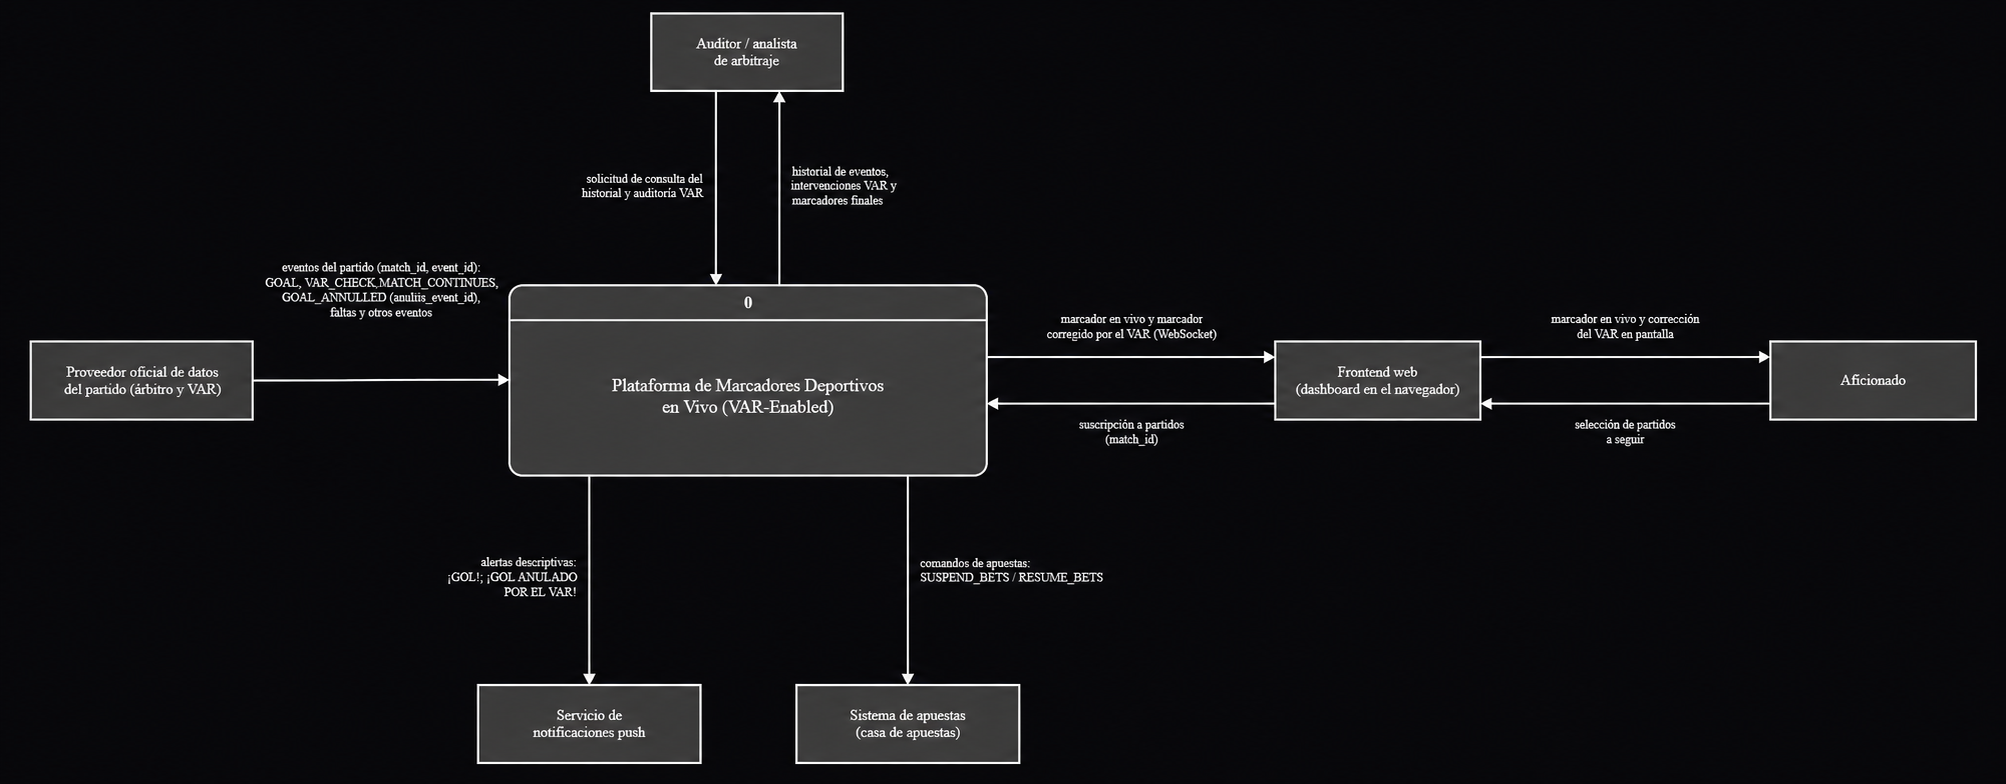 Auditor / analista
de arbitraje
solicitud de consulta del
historial y auditoría VAR
historial de eventos,
intervenciones VAR y
marcadores finales
eventos del partido (match_id, event_id):
GOAL, VAR_CHECK,MATCH_CONTINUES,
GOAL_ANNULLED (anuliis_event_id),
faltas y otros eventos
Proveedor oficial de datos
del partido (árbitro y VAR)
0
Plataforma de Marcadores Deportivos
en Vivo (VAR-Enabled)
marcador en vivo y marcador
corregido por el VAR (WebSocket)
suscripción a partidos
(match_id)
Frontend web
(dashboard en el navegador)
marcador en vivo y corrección
del VAR en pantalla
selección de partidos
a seguir
Aficionado
alertas descriptivas:
¡GOL!; ¡GOL ANULADO
POR EL VAR!
comandos de apuestas:
SUSPEND_BETS / RESUME_BETS
Servicio de
notificaciones push
Sistema de apuestas
(casa de apuestas)